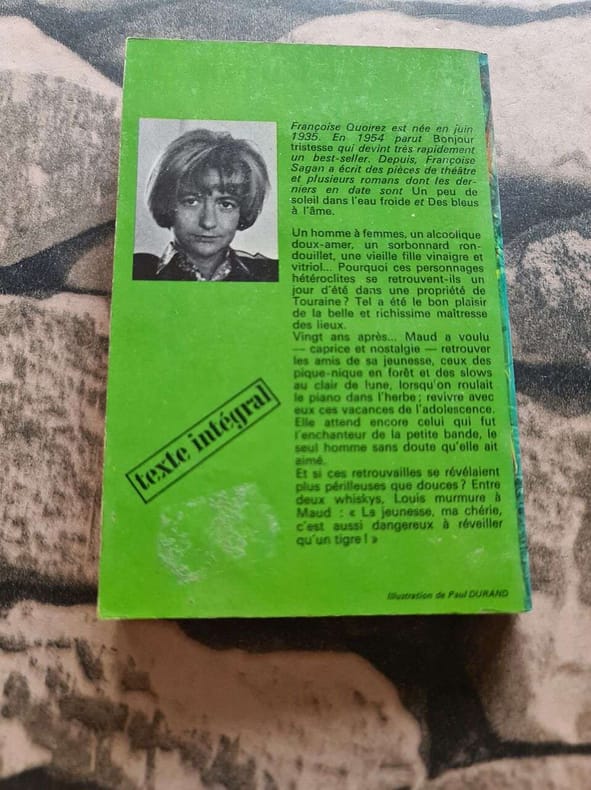 Françoise Quoirez est née en juin
1935. En 1954 parut Bonjour
tristesse qui devint très rapidement
un best-seller. Depuis, Françoise
Sagan a écrit des pièces de théâtre
et plusieurs romans dont les der-
niers en date sont Un peu de
soleil dans l'eau froide et Des bleus
à l'âme.
Un homme à femmes, un alcoolique
doux-amer, un sorbonnard ron-
douillet, une vieille fille vinaigre et
vitriol... Pourquoi ces personnages
hétéroclites se retrouvent-ils un
jour d'été dans une propriété de
Touraine ? Tel a été le bon plaisir
de la belle et richissime maîtresse
des lieux.
Vingt ans après... Maud a voulu
— caprice et nostalgie — retrouver
les amis de sa jeunesse, ceux des
pique-nique en forêt et des slows
au clair de lune, lorsqu'on roulait
le piano dans l'herbe ; revivre avec
eux ces vacances de l'adolescence.
Elle attend encore celui qui fut
l'enchanteur de la petite bande, le
seul homme sans doute qu'elle ait
aimé.
Et si ces retrouvailles se révélaient
plus périlleuses que douces ? Entre
deux whiskys, Louis murmure à
Maud : « La jeunesse, ma chérie,
c'est aussi dangereux à réveiller
qu'un tigre ! »
texte intégral
Illustration de Paul DURAND